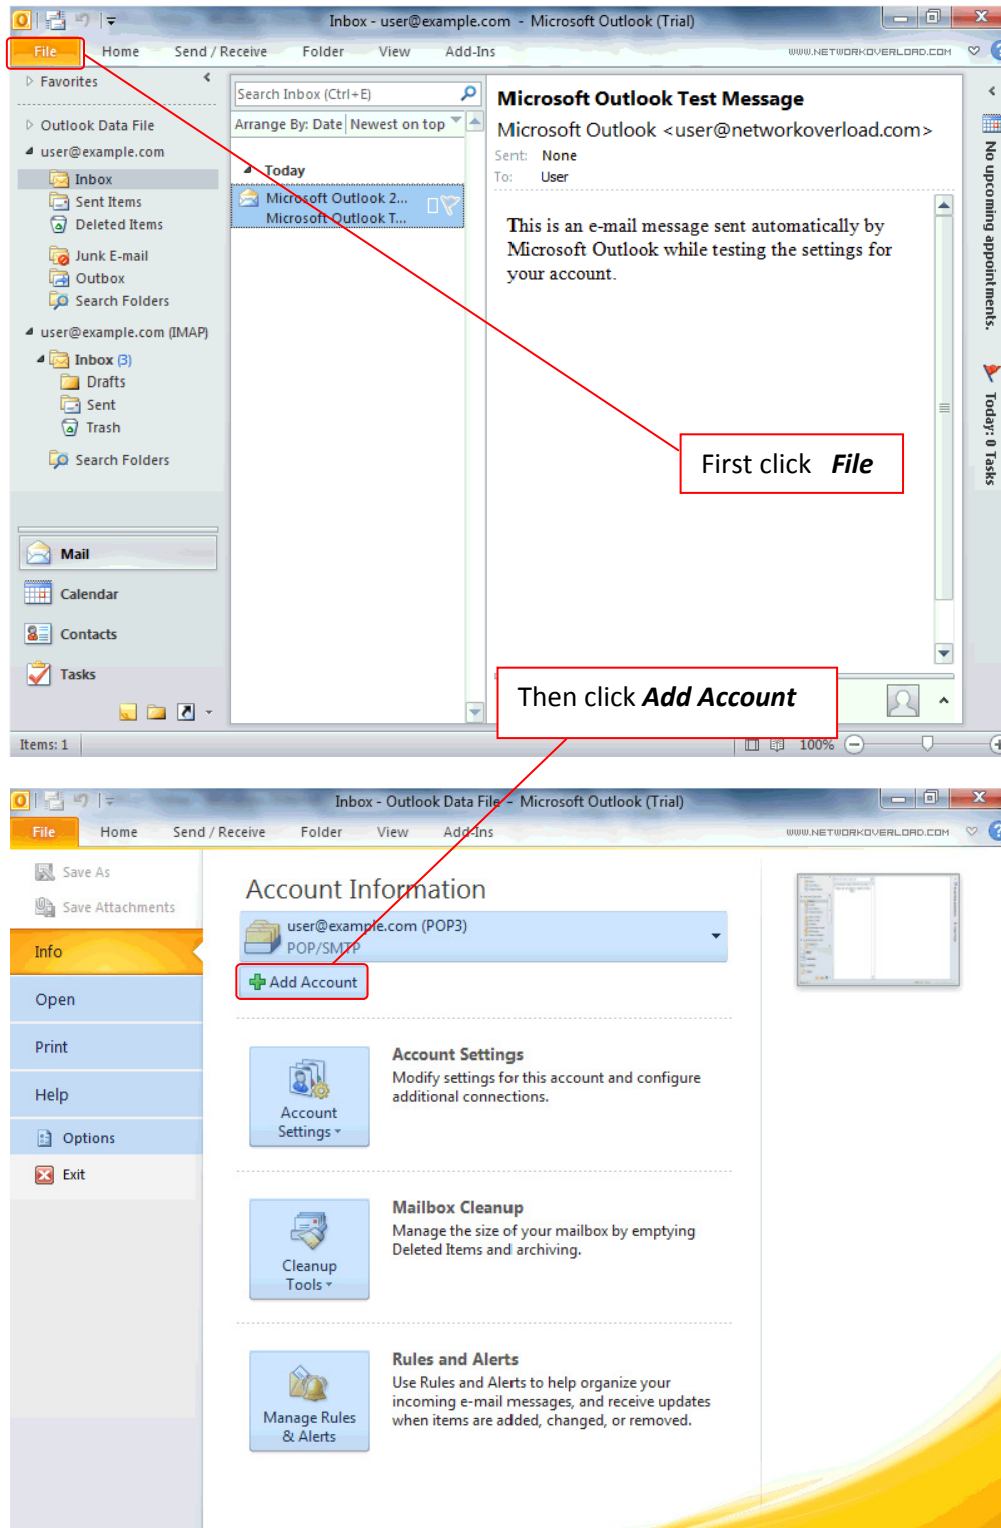 Inbox - user@example.com - Microsoft Outlook (Trial)
File Home Send / Receive Folder View Add-Ins WWW.NETWORKOVERLORD.COM
Favorites
Outlook Data File
user@example.com
Inbox
Sent Items
Deleted Items
Junk E-mail
Outbox
Search Folders
user@example.com (IMAP)
Inbox (3)
Drafts
Sent
Trash
Search Folders
Mail
Calendar
Contacts
Tasks
Search Inbox (Ctrl+E)
Arrange By: Date Newest on top
Today
Microsoft Outlook 2...
Microsoft Outlook T...
Microsoft Outlook Test Message
Microsoft Outlook <user@networkoverload.com>
Sent: None
To: User
This is an e-mail message sent automatically by
Microsoft Outlook while testing the settings for
your account.
No upcoming appointments.
Today: 0 Tasks
First click File
Then click Add Account
Items: 1
100%
Inbox - Outlook Data File - Microsoft Outlook (Trial)
File Home Send / Receive Folder View Add-Ins WWW.NETWORKOVERLORD.COM
Save As
Save Attachments
Info
Open
Print
Help
Options
Exit
Account Information
user@example.com (POP3)
POP/SMTP
Add Account
Account
Settings
Account Settings
Modify settings for this account and configure
additional connections.
Cleanup
Tools
Mailbox Cleanup
Manage the size of your mailbox by emptying
Deleted Items and archiving.
Manage Rules
& Alerts
Rules and Alerts
Use Rules and Alerts to help organize your
incoming e-mail messages, and receive updates
when items are added, changed, or removed.